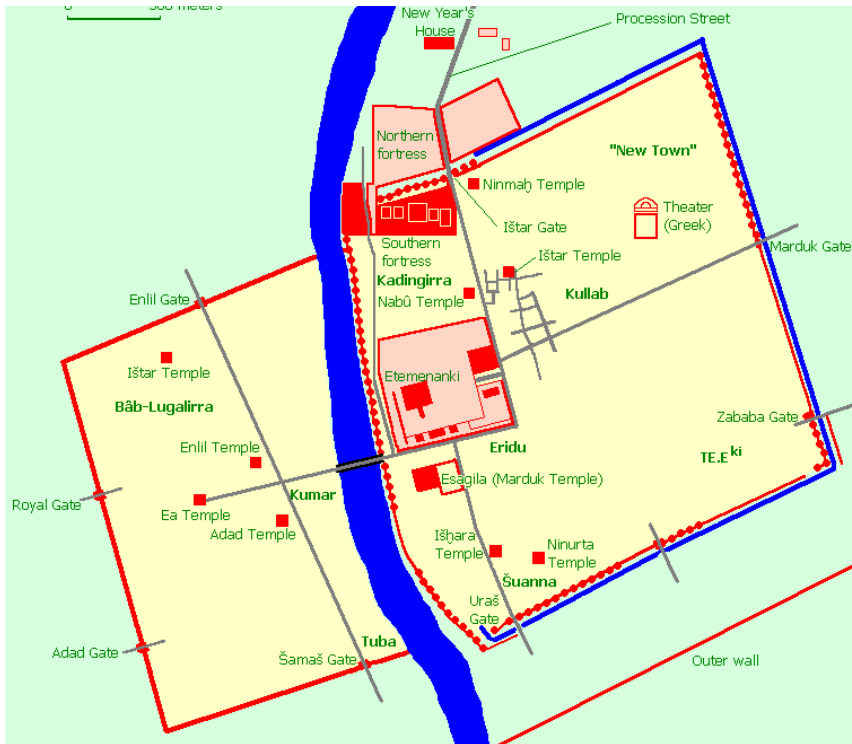 New Year's
House
Procession Street
Northern
fortress
"New Town"
Ninmaḫ Temple
Theater
(Greek)
Ištar Gate
Marduk Gate
Southern
fortress
Ištar Temple
Kadingirra
Enlil Gate
Nabû Temple
Kullab
Ištar Temple
Etemenanki
Bâb-Lugalirra
Zababa Gate
Enlil Temple
Eridu
TE.E ki
Kumar
Esagila (Marduk Temple)
Royal Gate
Ea Temple
Adad Temple
Išḫara
Temple
Ninurta
Temple
Šuanna
Uraš
Gate
Tuba
Adad Gate
Šamaš Gate
Outer wall